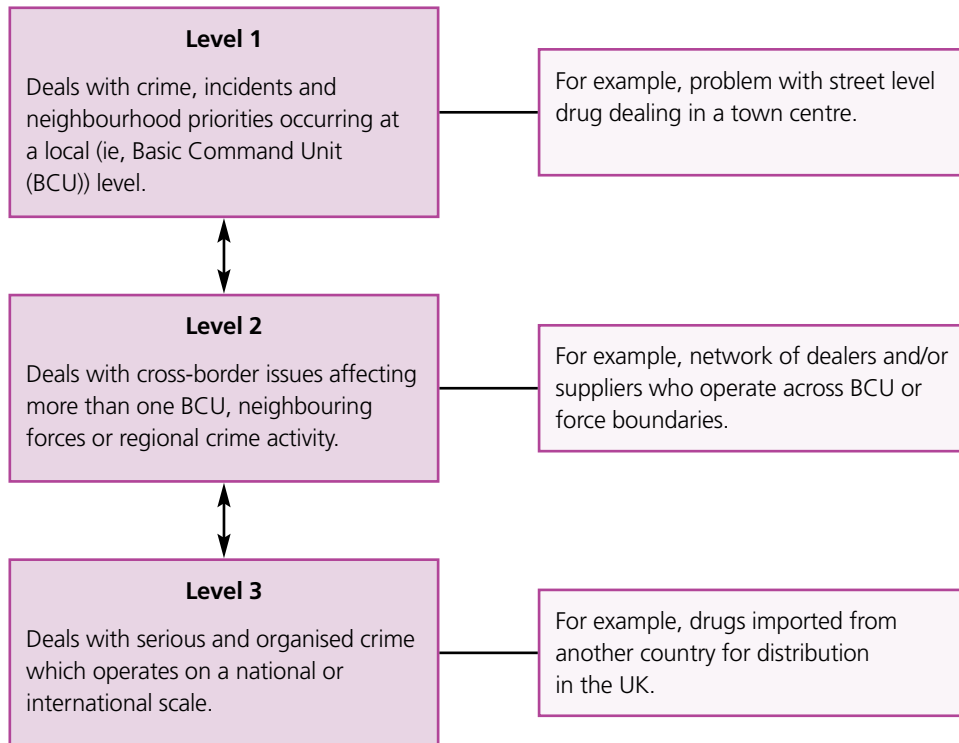 Level 1
Deals with crime, incidents and
neighbourhood priorities occurring at
a local (ie, Basic Command Unit
(BCU)) level.
For example, problem with street level
drug dealing in a town centre.
Level 2
Deals with cross-border issues affecting
more than one BCU, neighbouring
forces or regional crime activity.
For example, network of dealers and/or
suppliers who operate across BCU or
force boundaries.
Level 3
Deals with serious and organised crime
which operates on a national or
international scale.
For example, drugs imported from
another country for distribution
in the UK.